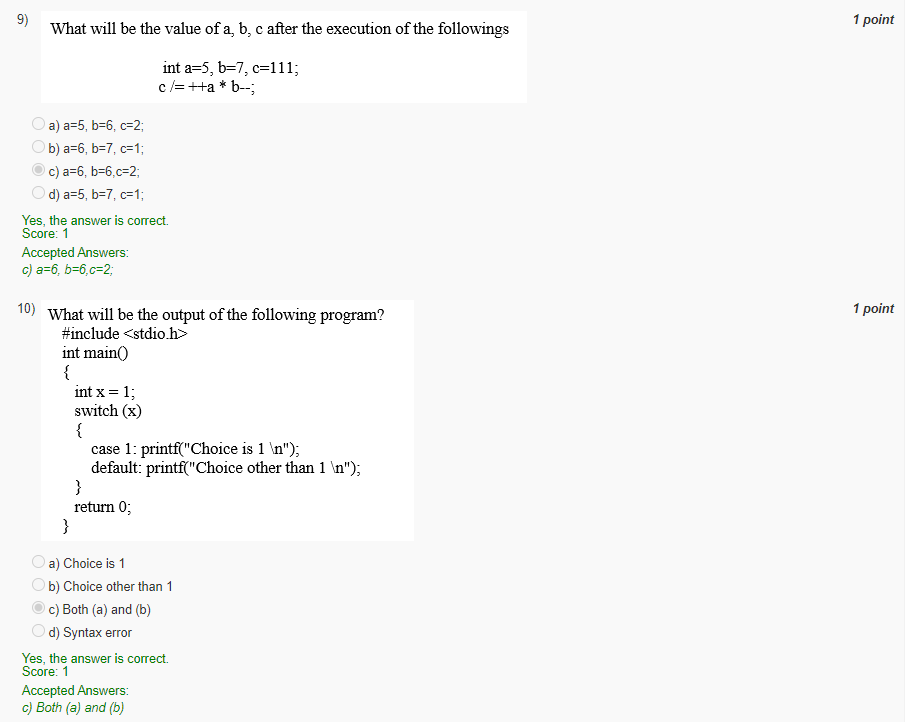 9)
1 point
What will be the value of a, b, c after the execution of the followings
int a=5, b=7, c=111;
c /= ++a * b--;
a) a=5, b=6, c=2;
b) a=6, b=7, c=1;
c) a=6, b=6,c=2;
d) a=5, b=7, c=1;
Yes, the answer is correct.
Score: 1
Accepted Answers:
c) a=6, b=6,c=2;
10)
1 point
What will be the output of the following program?
#include <stdio.h>
int main()
{
int x = 1;
switch (x)
{
case 1: printf("Choice is 1 \n");
default: printf("Choice other than 1 \n");
}
return 0;
}
a) Choice is 1
b) Choice other than 1
c) Both (a) and (b)
d) Syntax error
Yes, the answer is correct.
Score: 1
Accepted Answers:
c) Both (a) and (b)